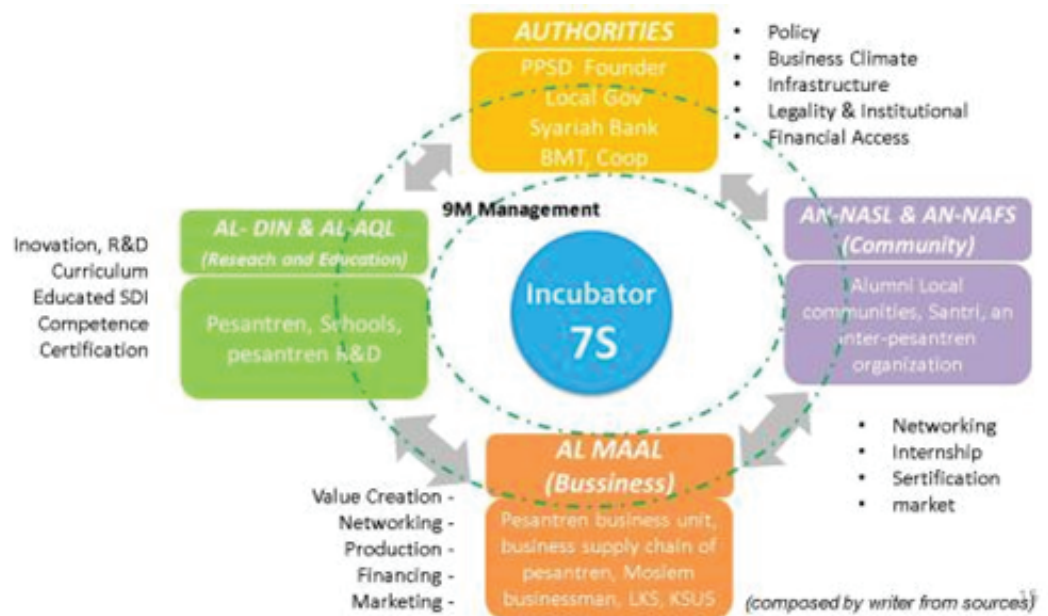 AUTHORITIES
PPSD Founder
Local Gov
Syariah Bank
BMT, Coop
• Policy
• Business Climate
• Infrastructure
• Legality & Institutional
• Financial Access
9M Management
Inovation, R&D
Curriculum
Educated SDI
Competence
Certification
AL- DIN & AL-AQL
(Reseach and Education)
Pesantren, Schools,
pesantren R&D
Incubator
7S
AN-NASL & AN-NAFS
(Community)
Alumni Local
communities, Santri, an
inter-pesantren
organization
• Networking
• Internship
• Sertification
• market
AL MAAL
(Bussiness)
Value Creation -
Networking -
Production -
Financing -
Marketing -
Pesantren business unit,
business supply chain of
pesantren, Moslem
businessman, LKS, KSUS
(composed by writer from sources)